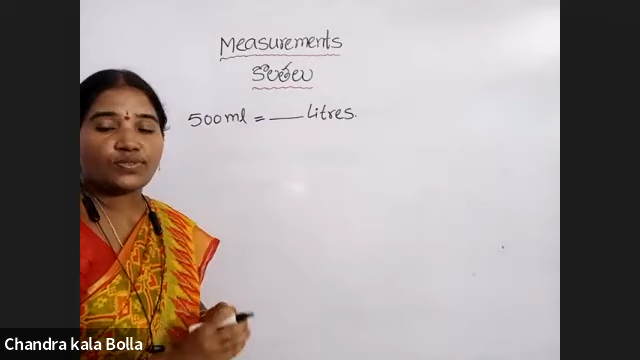 Measurements
కొలతలు
500ml = ___ Litres.
Chandra kala Bolla